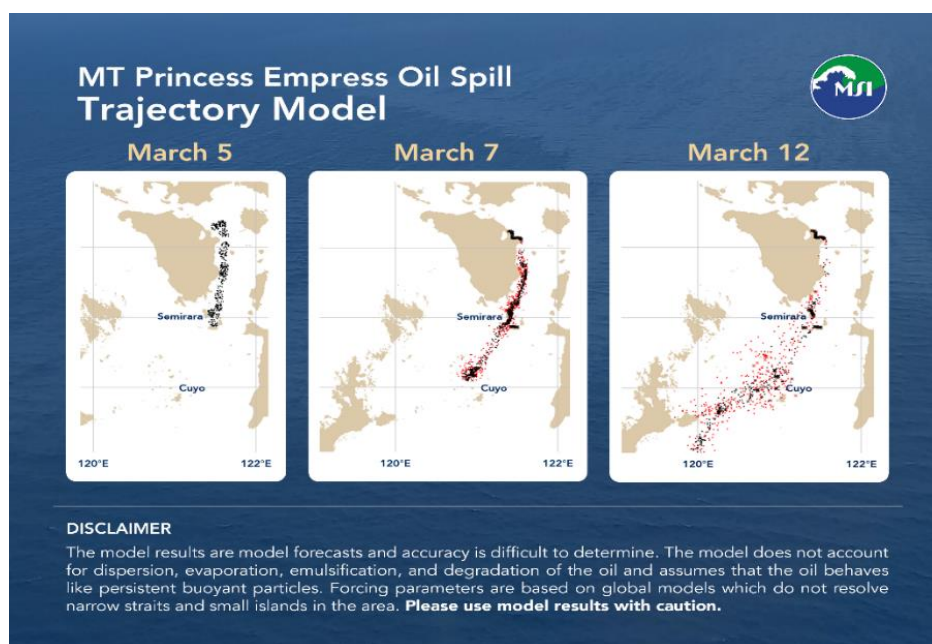 MT Princess Empress Oil Spill
Trajectory Model
MSI
March 5
March 7
March 12
Semirara
Cuyo
120°E
122°E
Semirara
Cuyo
120°E
122°E
Semirara
Cuyo
120°E
122°E
DISCLAIMER
The model results are model forecasts and accuracy is difficult to determine. The model does not account
for dispersion, evaporation, emulsification, and degradation of the oil and assumes that the oil behaves
like persistent buoyant particles. Forcing parameters are based on global models which do not resolve
narrow straits and small islands in the area. Please use model results with caution.